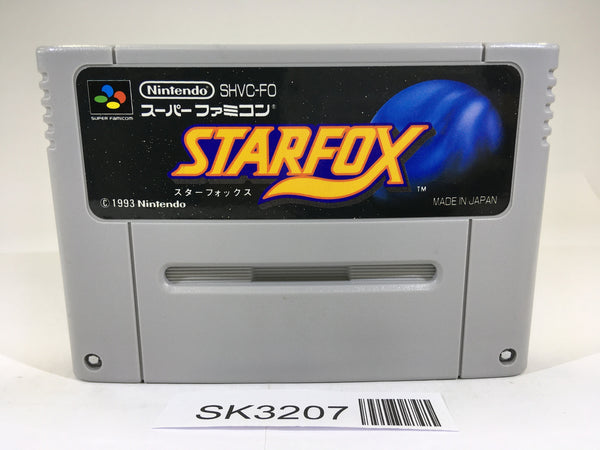 Nintendo SHVC-FO
スーパーファミコン®
SUPER FAMICOM
STARFOX TM
スターフォックス
© 1993 Nintendo
MADE IN JAPAN
SK3207